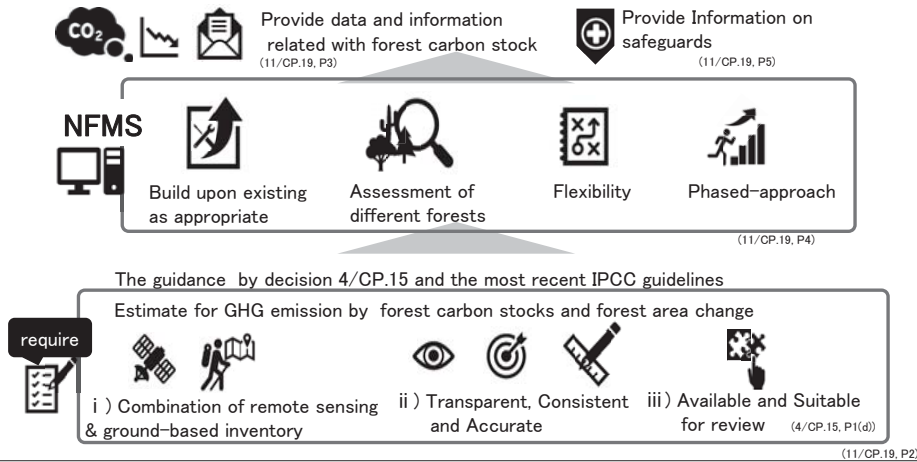 CO₂
Provide data and information
related with forest carbon stock
(11/CP.19, P3)
Provide Information on
safeguards
(11/CP.19, P5)
NFMS
Build upon existing
as appropriate
Assessment of
different forests
Flexibility
Phased-approach
(11/CP.19, P4)
The guidance by decision 4/CP.15 and the most recent IPCC guidelines
Estimate for GHG emission by forest carbon stocks and forest area change
require
ⅰ) Combination of remote sensing
& ground-based inventory
ⅱ) Transparent, Consistent
and Accurate
ⅲ) Available and Suitable
for review (4/CP.15, P1(d))
(11/CP.19, P2)